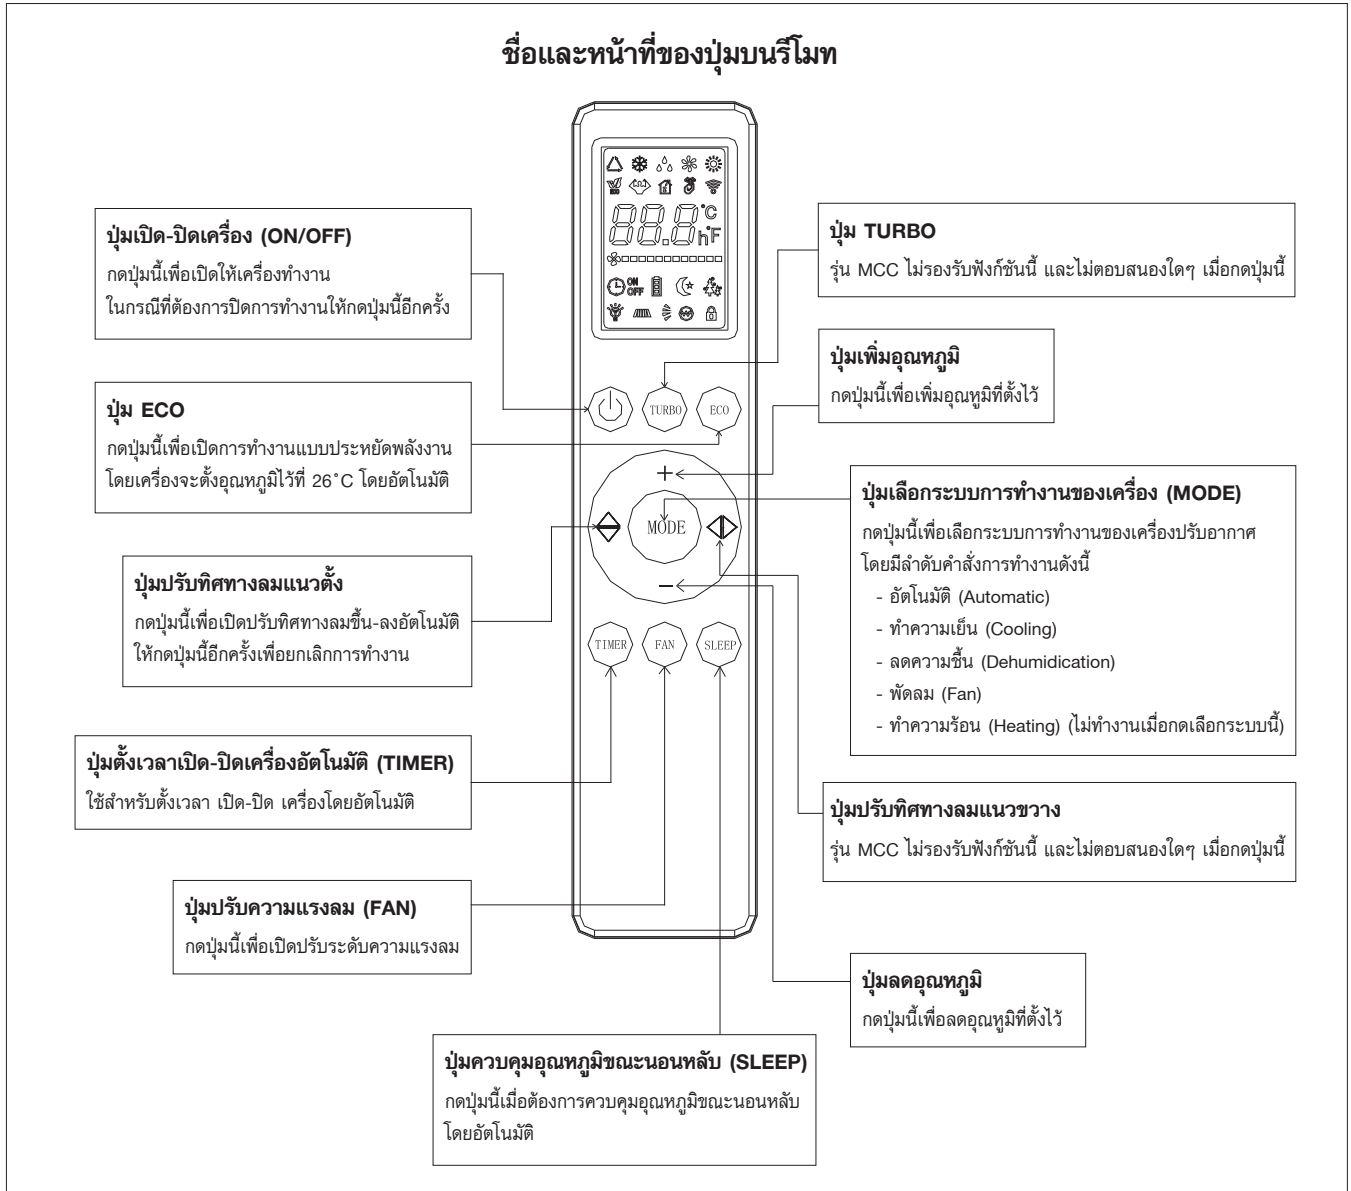 ชื่อและหน้าที่ของปุ่มบนรีโมท
ปุ่มเปิด-ปิดเครื่อง (ON/OFF)
กดปุ่มนี้เพื่อเปิดให้เครื่องทำงาน
ในกรณีที่ต้องการปิดการทำงานให้กดปุ่มนี้อีกครั้ง
ปุ่ม ECO
กดปุ่มนี้เพื่อเปิดการทำงานแบบประหยัดพลังงาน
โดยเครื่องจะตั้งอุณหภูมิไว้ที่ 26°C โดยอัตโนมัติ
ปุ่มปรับทิศทางลมแนวตั้ง
กดปุ่มนี้เพื่อเปิดปรับทิศทางลมขึ้น-ลงอัตโนมัติ
ให้กดปุ่มนี้อีกครั้งเพื่อยกเลิกการทำงาน
ปุ่มตั้งเวลาเปิด-ปิดเครื่องอัตโนมัติ (TIMER)
ใช้สำหรับตั้งเวลา เปิด-ปิด เครื่องโดยอัตโนมัติ
ปุ่มปรับความแรงลม (FAN)
กดปุ่มนี้เพื่อเปิดปรับระดับความแรงลม
ปุ่มควบคุมอุณหภูมิขณะนอนหลับ (SLEEP)
กดปุ่มนี้เมื่อต้องการควบคุมอุณหภูมิขณะนอนหลับ
โดยอัตโนมัติ
ECO
88.8 °C
h °F
ON
OFF
TURBO
ECO
+
MODE
−
TIMER
FAN
SLEEP
ปุ่ม TURBO
รุ่น MCC ไม่รองรับฟังก์ชันนี้ และไม่ตอบสนองใดๆ เมื่อกดปุ่มนี้
ปุ่มเพิ่มอุณหภูมิ
กดปุ่มนี้เพื่อเพิ่มอุณหูมิที่ตั้งไว้
ปุ่มเลือกระบบการทำงานของเครื่อง (MODE)
กดปุ่มนี้เพื่อเลือกระบบการทำงานของเครื่องปรับอากาศ
โดยมีลำดับคำสั่งการทำงานดังนี้
- อัตโนมัติ (Automatic)
- ทำความเย็น (Cooling)
- ลดความชื้น (Dehumidication)
- พัดลม (Fan)
- ทำความร้อน (Heating) (ไม่ทำงานเมื่อกดเลือกระบบนี้)
ปุ่มปรับทิศทางลมแนวขวาง
รุ่น MCC ไม่รองรับฟังก์ชันนี้ และไม่ตอบสนองใดๆ เมื่อกดปุ่มนี้
ปุ่มลดอุณหภูมิ
กดปุ่มนี้เพื่อลดอุณหูมิที่ตั้งไว้